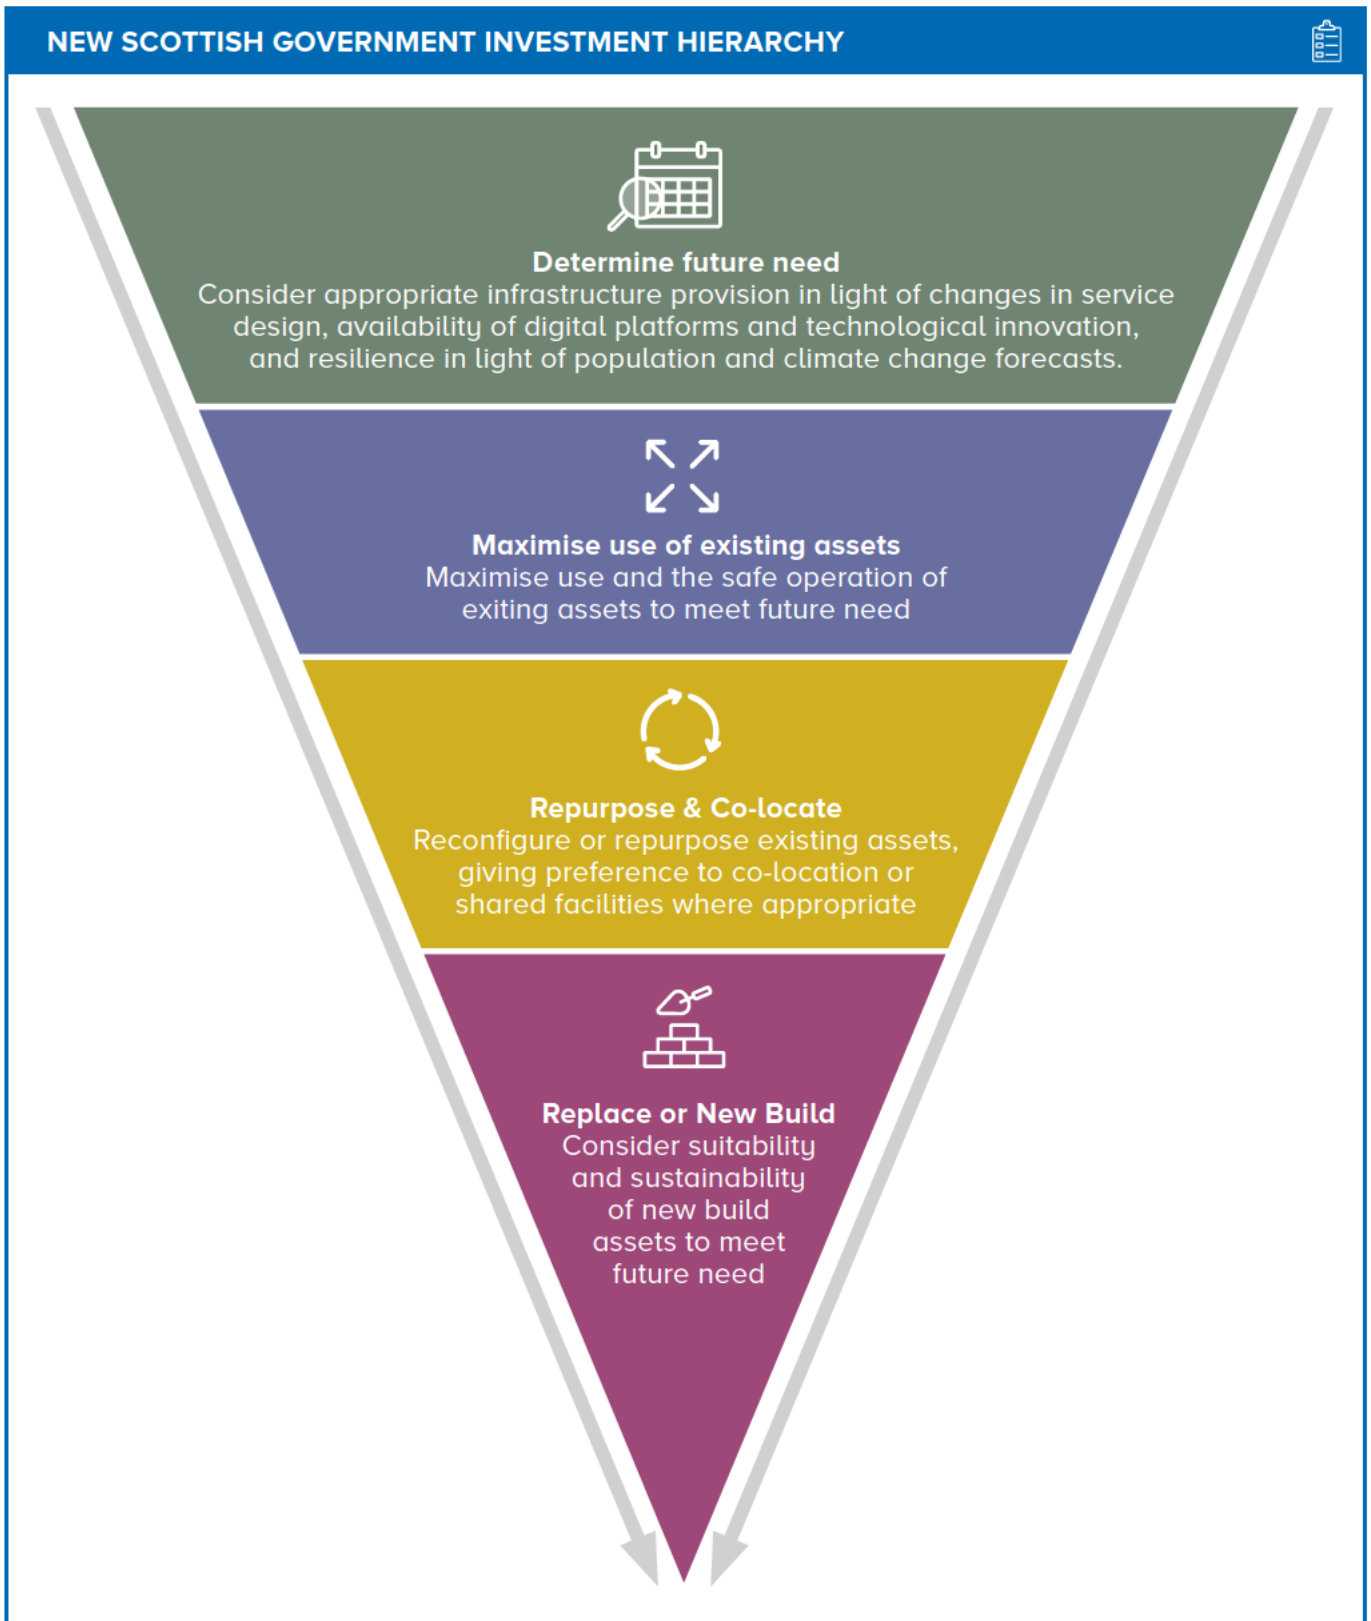 NEW SCOTTISH GOVERNMENT INVESTMENT HIERARCHY
Determine future need
Consider appropriate infrastructure provision in light of changes in service
design, availability of digital platforms and technological innovation,
and resilience in light of population and climate change forecasts.
Maximise use of existing assets
Maximise use and the safe operation of
exiting assets to meet future need
Repurpose & Co-locate
Reconfigure or repurpose existing assets,
giving preference to co-location or
shared facilities where appropriate
Replace or New Build
Consider suitability
and sustainability
of new build
assets to meet
future need